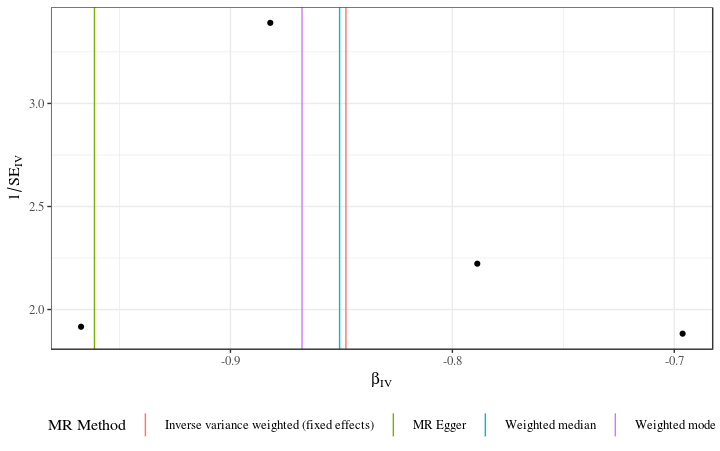 3.0
2.5
2.0
1/SE_IV
-0.9
-0.8
-0.7
β_IV
MR Method
Inverse variance weighted (fixed effects)
MR Egger
Weighted median
Weighted mode